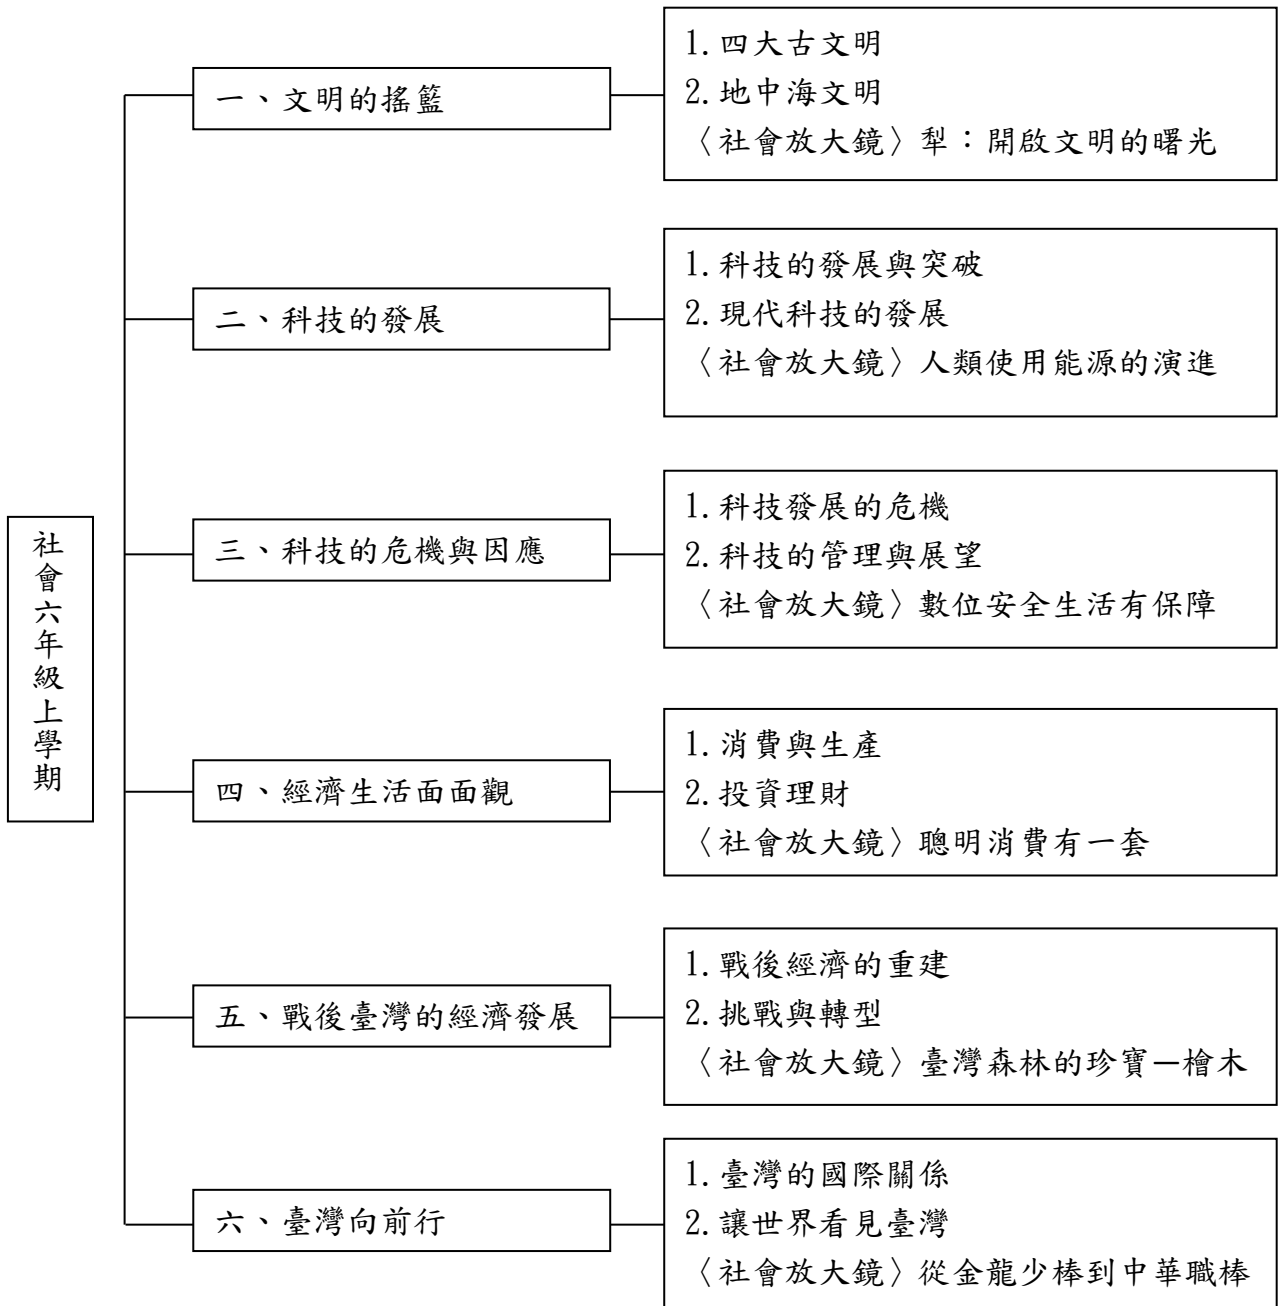 社會六年級上學期
一、文明的搖籃
1.四大古文明
2.地中海文明
〈社會放大鏡〉犁：開啟文明的曙光
二、科技的發展
1.科技的發展與突破
2.現代科技的發展
〈社會放大鏡〉人類使用能源的演進
三、科技的危機與因應
1.科技發展的危機
2.科技的管理與展望
〈社會放大鏡〉數位安全生活有保障
四、經濟生活面面觀
1.消費與生產
2.投資理財
〈社會放大鏡〉聰明消費有一套
五、戰後臺灣的經濟發展
1.戰後經濟的重建
2.挑戰與轉型
〈社會放大鏡〉臺灣森林的珍寶—檜木
六、臺灣向前行
1.臺灣的國際關係
2.讓世界看見臺灣
〈社會放大鏡〉從金龍少棒到中華職棒